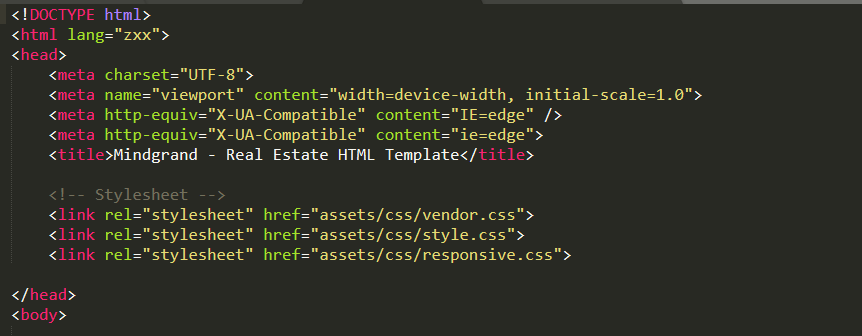 <!DOCTYPE html>
<html lang="zxx">
<head>
    <meta charset="UTF-8">
    <meta name="viewport" content="width=device-width, initial-scale=1.0">
    <meta http-equiv="X-UA-Compatible" content="IE=edge" />
    <meta http-equiv="X-UA-Compatible" content="ie=edge">
    <title>Mindgrand - Real Estate HTML Template</title>
    <!-- Stylesheet -->
    <link rel="stylesheet" href="assets/css/vendor.css">
    <link rel="stylesheet" href="assets/css/style.css">
    <link rel="stylesheet" href="assets/css/responsive.css">
</head>
<body>